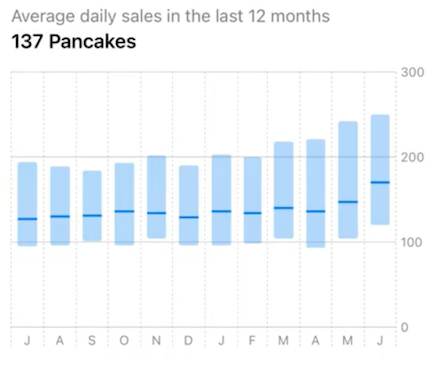 Average daily sales in the last 12 months
137 Pancakes
300
200
100
0
J A S O N D J F M A M J